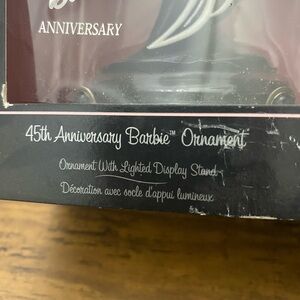 ANNIVERSARY
45th Anniversary Barbie™ Ornament
Ornament With Lighted Display Stand
Décoration avec socle d'appui lumineux